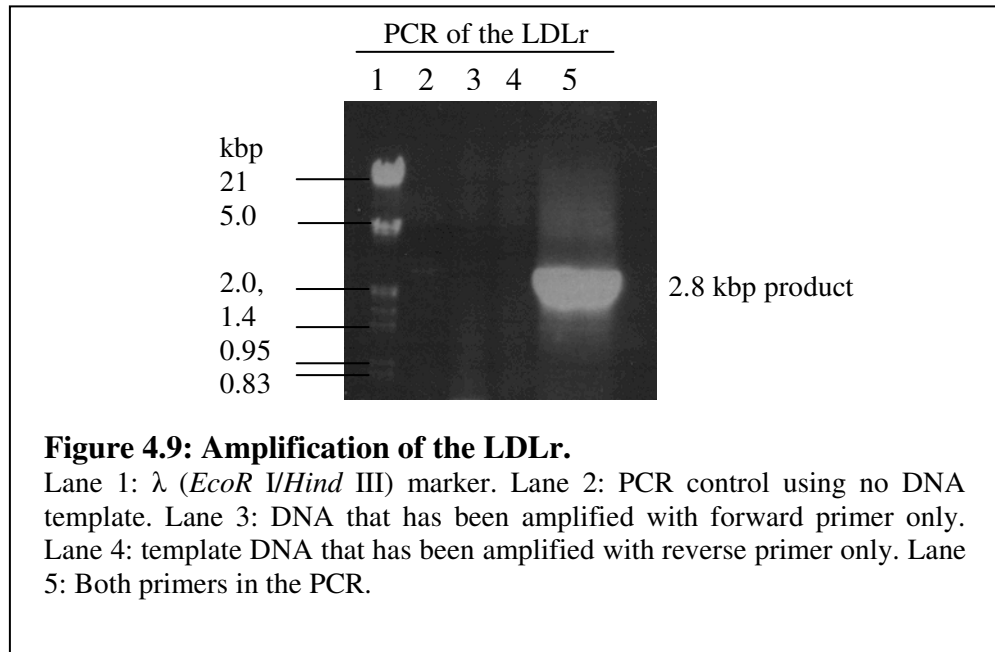 PCR of the LDLr
1 2 3 4 5
kbp
21
5.0
2.0,
1.4
0.95
0.83
2.8 kbp product
Figure 4.9: Amplification of the LDLr.
Lane 1: λ (EcoR I/Hind III) marker. Lane 2: PCR control using no DNA
template. Lane 3: DNA that has been amplified with forward primer only.
Lane 4: template DNA that has been amplified with reverse primer only. Lane
5: Both primers in the PCR.